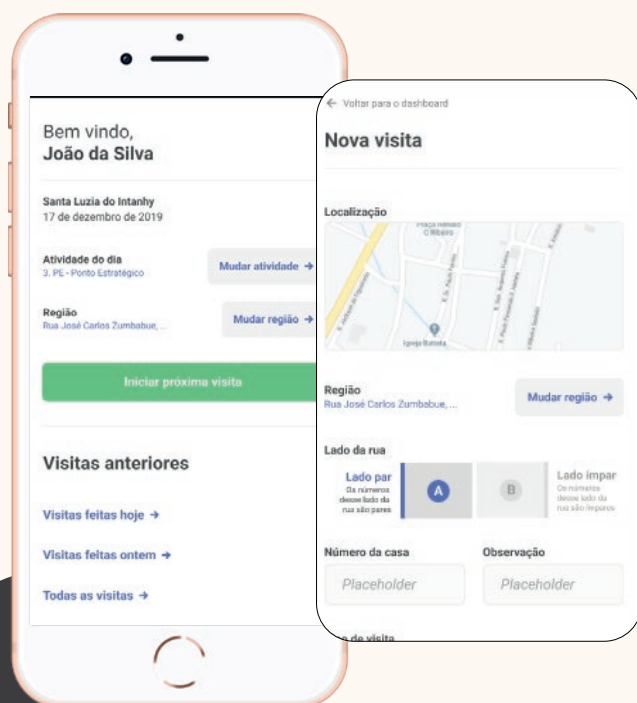 Bem vindo,
João da Silva
Santa Luzia do Intanhy
17 de dezembro de 2019
Atividade do dia
3. PE - Ponto Estratégico
Mudar atividade →
Região
Rua José Carlos Zumbabue, ...
Mudar região →
Iniciar próxima visita
Visitas anteriores
Visitas feitas hoje →
Visitas feitas ontem →
Todas as visitas →
← Voltar para o dashboard
Nova visita
Localização
Igreja Batista
Região
Rua José Carlos Zumbabue, ...
Mudar região →
Lado da rua
Lado par
Os números
desse lado da
rua são pares
A
B
Lado impar
Os números
desse lado da
rua são ímpares
Número da casa
Observação
Placeholder
Placeholder
de visita